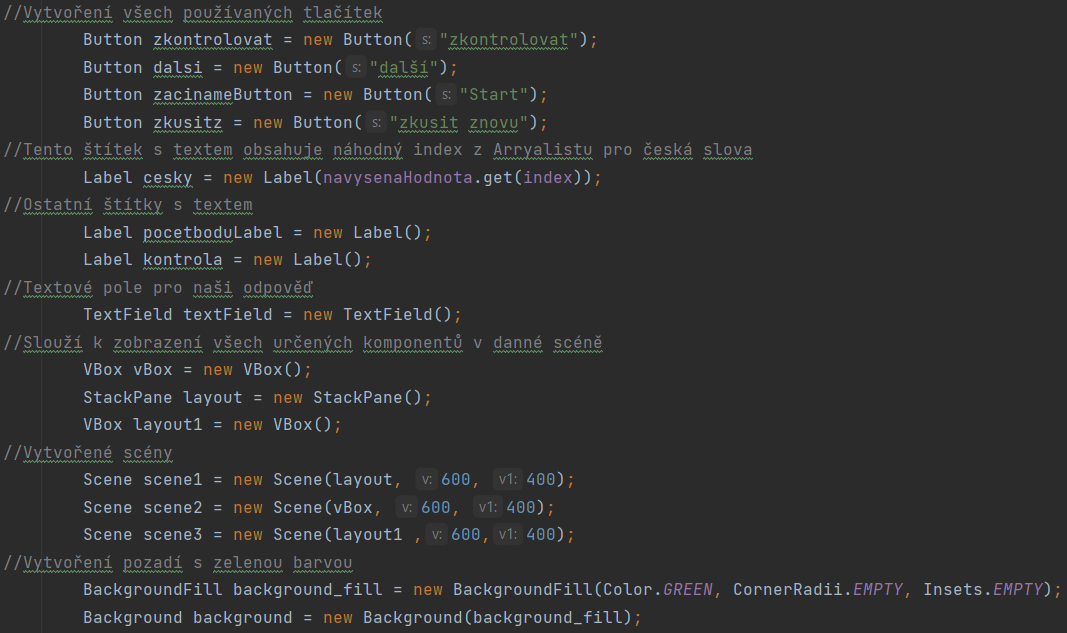 //Vytvoření všech používaných tlačítek
Button zkontrolovat = new Button( s: "zkontrolovat");
Button dalsi = new Button( s: "další");
Button zacinameButton = new Button( s: "Start");
Button zkusitz = new Button( s: "zkusit znovu");
//Tento štítek s textem obsahuje náhodný index z Arryalistu pro česká slova
Label cesky = new Label(navysenaHodnota.get(index));
//Ostatní štítky s textem
Label pocetboduLabel = new Label();
Label kontrola = new Label();
//Textové pole pro naši odpověď
TextField textField = new TextField();
//Slouží k zobrazení všech určených komponentů v danné scéně
VBox vBox = new VBox();
StackPane layout = new StackPane();
VBox layout1 = new VBox();
//Vytvořené scény
Scene scene1 = new Scene(layout, v: 600, v1: 400);
Scene scene2 = new Scene(vBox, v: 600, v1: 400);
Scene scene3 = new Scene(layout1 , v: 600, v1: 400);
//Vytvoření pozadí s zelenou barvou
BackgroundFill background_fill = new BackgroundFill(Color.GREEN, CornerRadii.EMPTY, Insets.EMPTY);
Background background = new Background(background_fill);